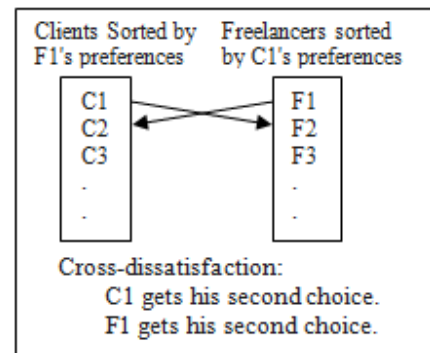 Clients Sorted by
F1's preferences
Freelancers sorted
by C1's preferences
C1
C2
C3
.
.
F1
F2
F3
.
.
Cross-dissatisfaction:
C1 gets his second choice.
F1 gets his second choice.